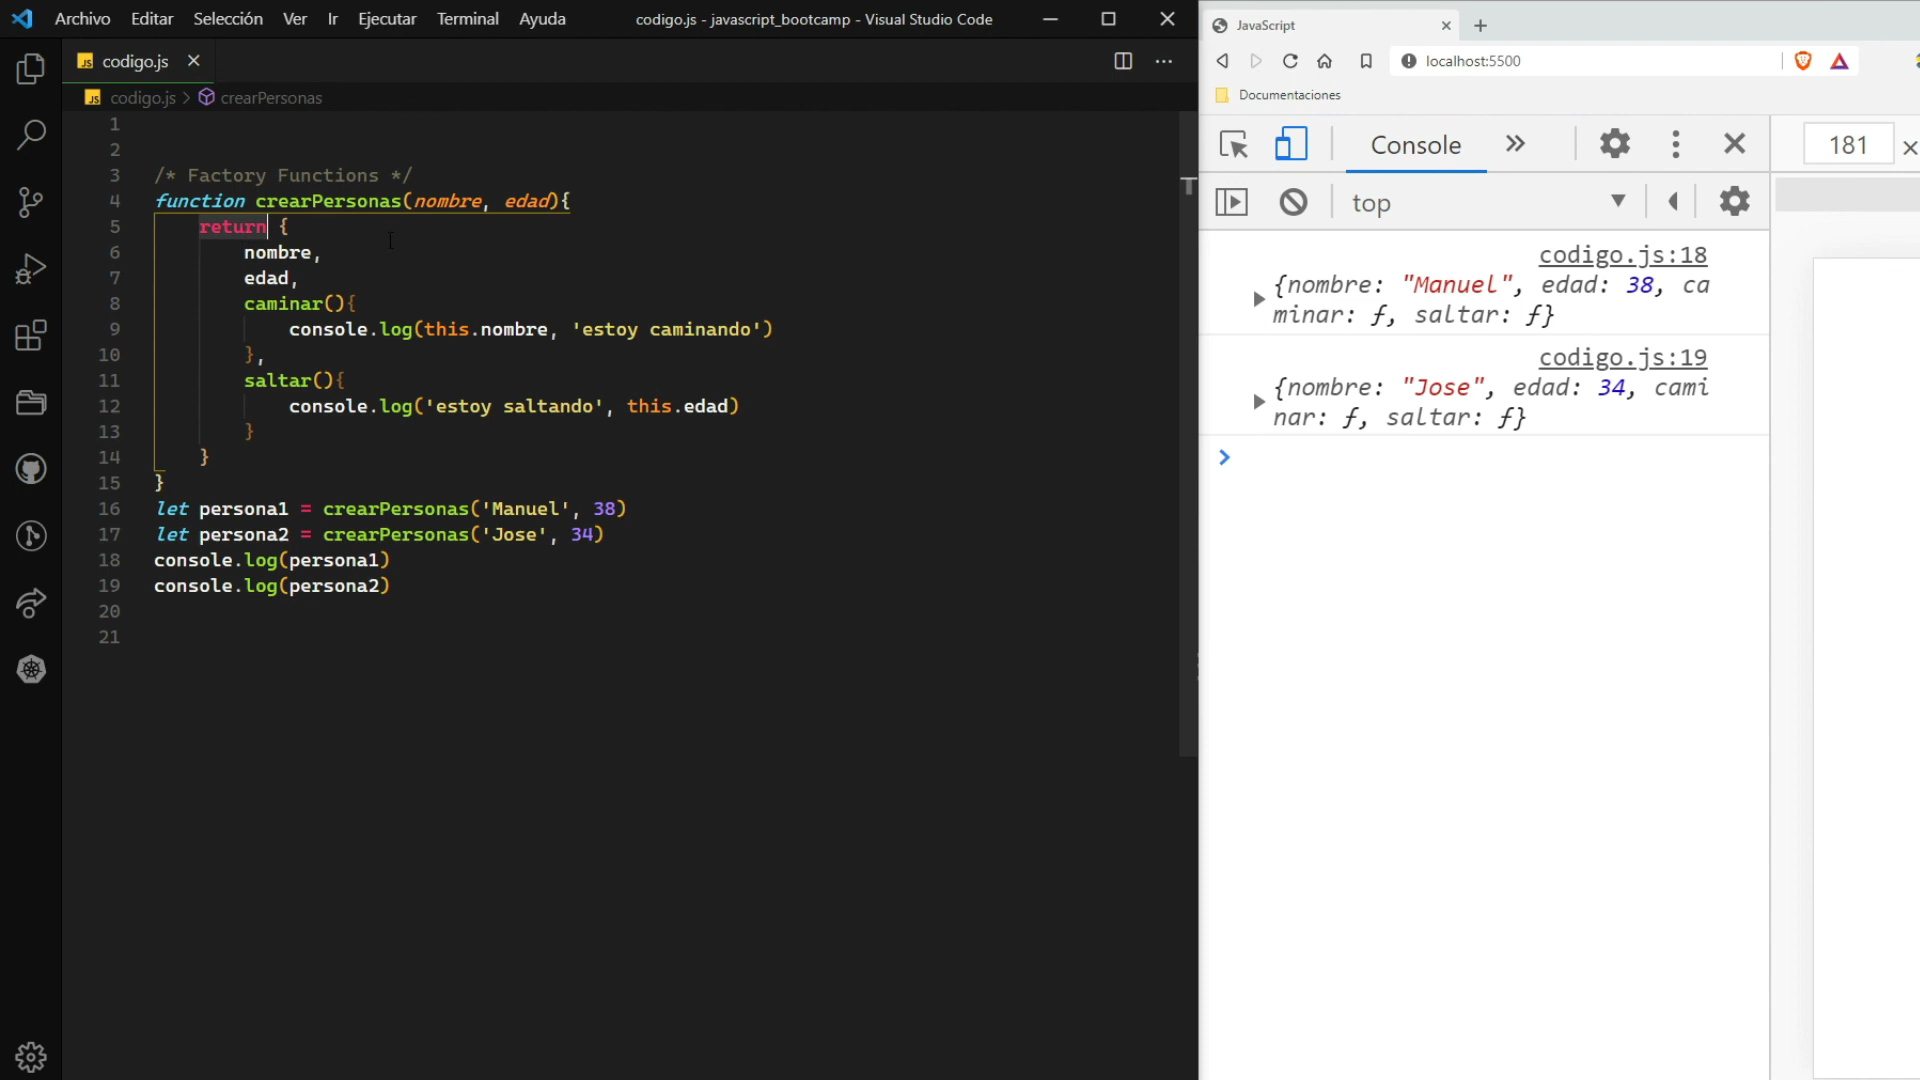 Archivo Editar Selección Ver Ir Ejecutar Terminal Ayuda codigo.js - javascript_bootcamp - Visual Studio Code
JS codigo.js
JS codigo.js > crearPersonas
1
2
3 /* Factory Functions */
4 function crearPersonas(nombre, edad){
5 return {
6 nombre,
7 edad,
8 caminar(){
9 console.log(this.nombre, 'estoy caminando')
10 },
11 saltar(){
12 console.log('estoy saltando', this.edad)
13 }
14 }
15 }
16 let persona1 = crearPersonas('Manuel', 38)
17 let persona2 = crearPersonas('Jose', 34)
18 console.log(persona1)
19 console.log(persona2)
20
21
JavaScript
localhost:5500
Documentaciones
Console
181
top
codigo.js:18
{nombre: "Manuel", edad: 38, ca
minar: ƒ, saltar: ƒ}
codigo.js:19
{nombre: "Jose", edad: 34, cami
nar: ƒ, saltar: ƒ}